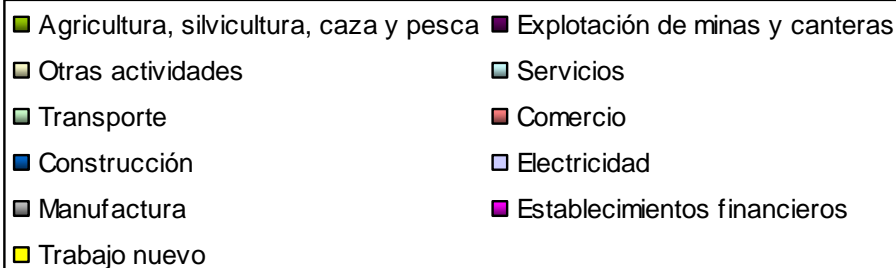 Agricultura, silvicultura, caza y pesca Explotación de minas y canteras
Otras actividades Servicios
Transporte Comercio
Construcción Electricidad
Manufactura Establecimientos financieros
Trabajo nuevo